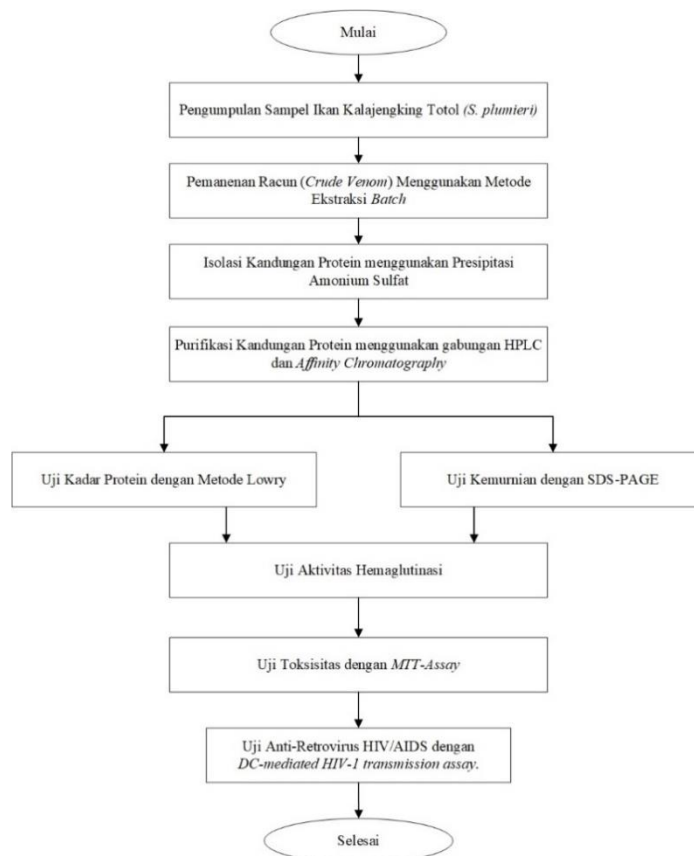 Mulai
Pengumpulan Sampel Ikan Kalajengking Totol (S. plumieri)
Pemanenan Racun (Crude Venom) Menggunakan Metode
Ekstraksi Batch
Isolasi Kandungan Protein menggunakan Presipitasi
Amonium Sulfat
Purifikasi Kandungan Protein menggunakan gabungan HPLC
dan Affinity Chromatography
Uji Kadar Protein dengan Metode Lowry
Uji Kemurnian dengan SDS-PAGE
Uji Aktivitas Hemaglutinasi
Uji Toksisitas dengan MTT-Assay
Uji Anti-Retrovirus HIV/AIDS dengan
DC-mediated HIV-1 transmission assay.
Selesai